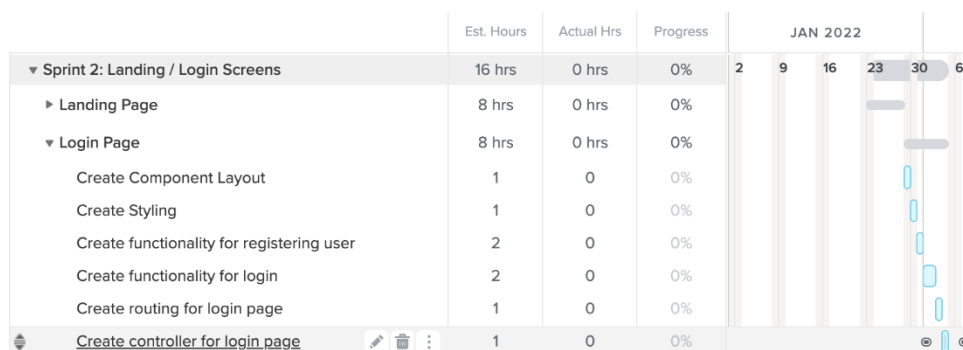 Est. Hours Actual Hrs Progress JAN 2022
Sprint 2: Landing / Login Screens 16 hrs 0 hrs 0% 2 9 16 23 30 6
Landing Page 8 hrs 0 hrs 0%
Login Page 8 hrs 0 hrs 0%
Create Component Layout 1 0 0%
Create Styling 1 0 0%
Create functionality for registering user 2 0 0%
Create functionality for login 2 0 0%
Create routing for login page 1 0 0%
Create controller for login page 1 0 0%